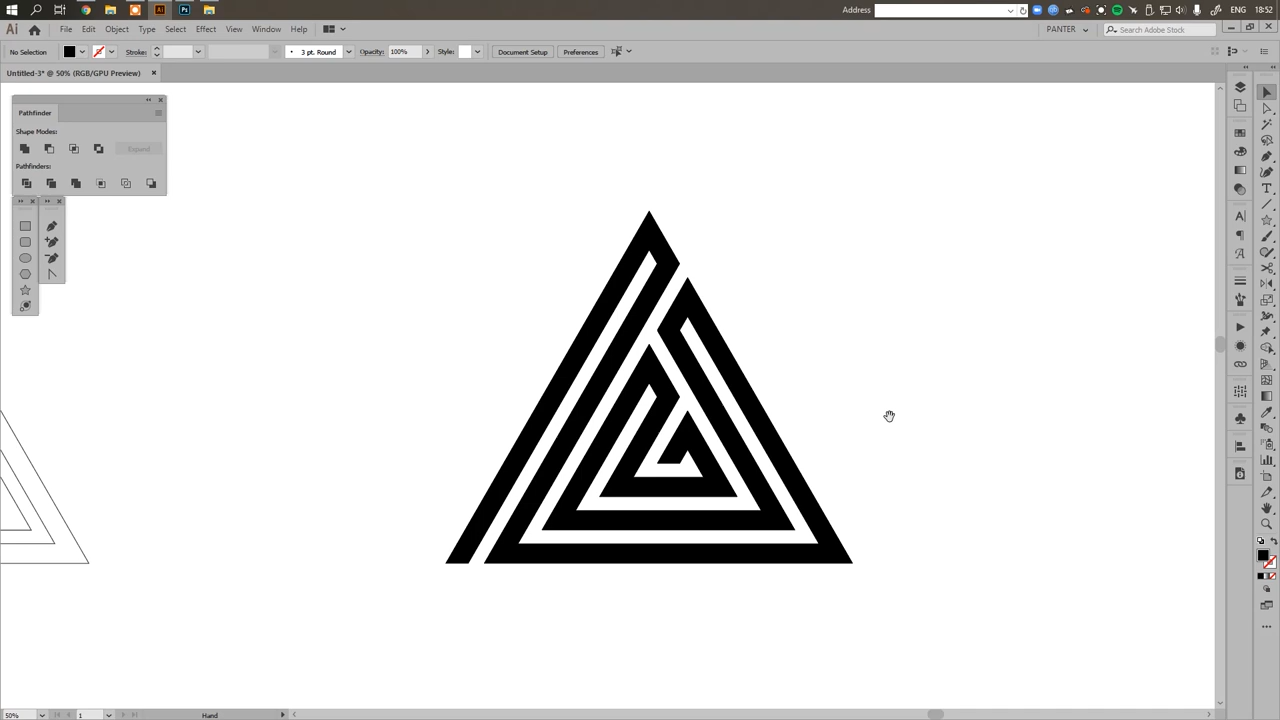 ENG 18:52
Address
Ai File Edit Object Type Select Effect View Window Help PANTER Search Adobe Stock
No Selection Stroke: 3 pt. Round Opacity: 100% Style: Document Setup Preferences
Untitled-3* @ 50% (RGB/GPU Preview)
Pathfinder
Shape Modes:
Expand
Pathfinders:
50% 1 Hand